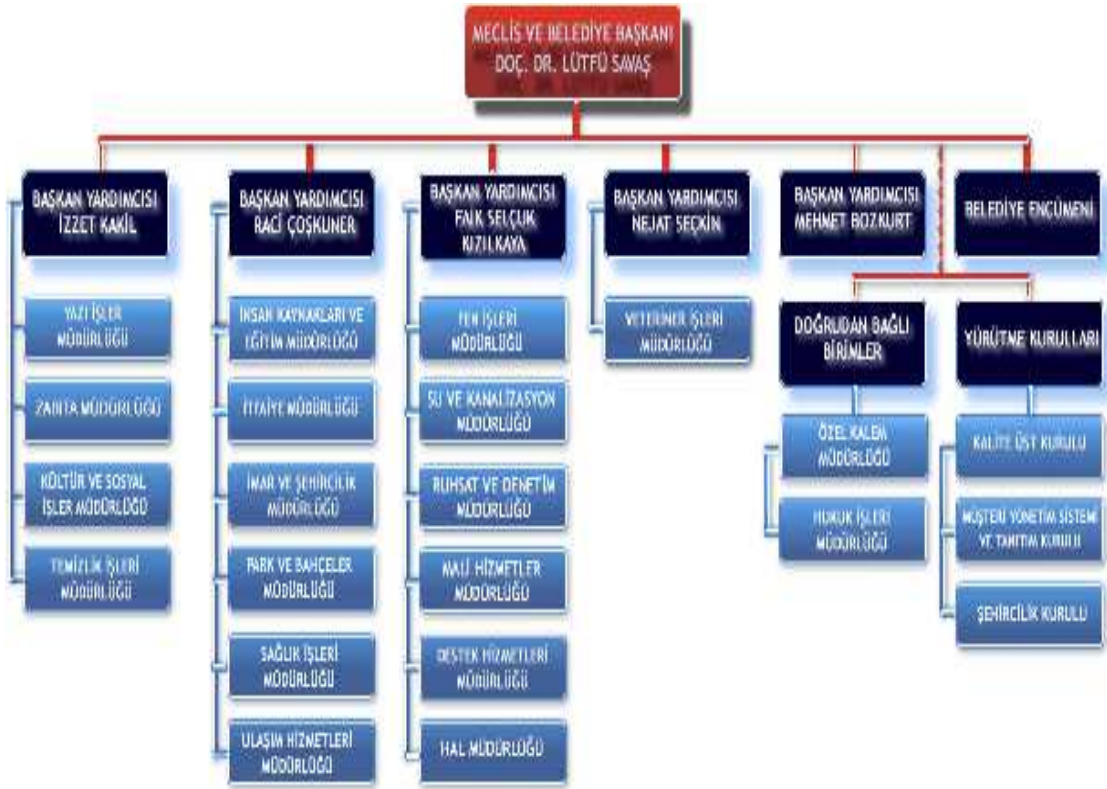 MECLİS VE BELEDİYE BAŞKANI
DOÇ. DR. LÜTFÜ SAVAŞ
BAŞKAN YARDIMCISI
İZZET KAKİL
YAZI İŞLER
MÜDÜRLÜĞÜ
ZABITA MÜDÜRLÜĞÜ
KÜLTÜR VE SOSYAL
İŞLER MÜDÜRLÜĞÜ
TEMİZLİK İŞLERİ
MÜDÜRLÜĞÜ
BAŞKAN YARDIMCISI
RACİ ÇOŞKUNER
İNSAN KAYNAKLARI VE
EĞİTİM MÜDÜRLÜĞÜ
İTFAİYE MÜDÜRLÜĞÜ
İMAR VE ŞEHİRCİLİK
MÜDÜRLÜĞÜ
PARK VE BAHÇELER
MÜDÜRLÜĞÜ
SAĞLIK İŞLERİ
MÜDÜRLÜĞÜ
ULAŞIM HİZMETLERİ
MÜDÜRLÜĞÜ
BAŞKAN YARDIMCISI
FAİK SELÇUK
KIZILKAYA
FEN İŞLERİ
MÜDÜRLÜĞÜ
SU VE KANALİZASYON
MÜDÜRLÜĞÜ
RUHSAT VE DENETİM
MÜDÜRLÜĞÜ
MALİ HİZMETLER
MÜDÜRLÜĞÜ
DESTEK HİZMETLERİ
MÜDÜRLÜĞÜ
HAL MÜDÜRLÜĞÜ
BAŞKAN YARDIMCISI
NEJAT SEÇKİN
VETERİNER İŞLERİ
MÜDÜRLÜĞÜ
BAŞKAN YARDIMCISI
MEHMET BOZKURT
BELEDİYE ENCÜMENİ
DOĞRUDAN BAĞLI
BİRİMLER
ÖZEL KALEM
MÜDÜRLÜĞÜ
HUKUK İŞLERİ
MÜDÜRLÜĞÜ
YÜRÜTME KURULLARI
KALİTE ÜST KURULU
MÜŞTERİ YÖNETİM SİSTEMİ
VE TANITIM KURULU
ŞEHİRCİLİK KURULU